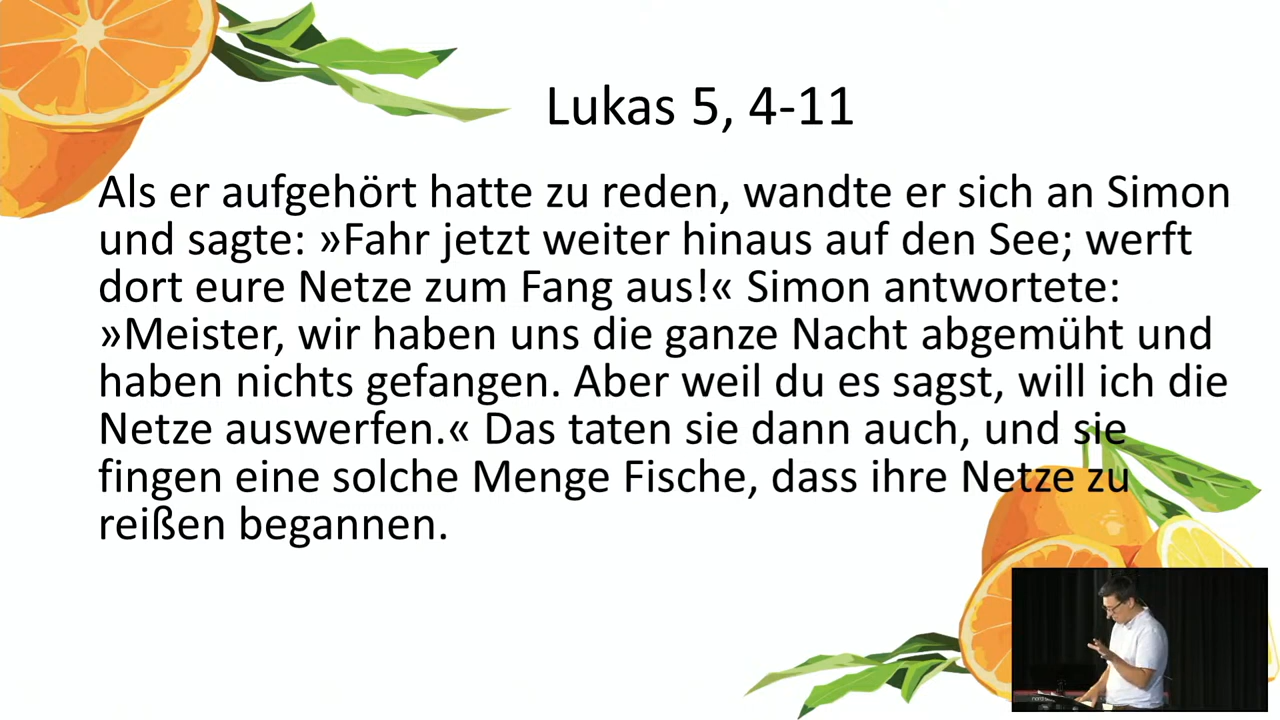 Lukas 5, 4-11
Als er aufgehört hatte zu reden, wandte er sich an Simon
und sagte: »Fahr jetzt weiter hinaus auf den See; werft
dort eure Netze zum Fang aus!« Simon antwortete:
»Meister, wir haben uns die ganze Nacht abgemüht und
haben nichts gefangen. Aber weil du es sagst, will ich die
Netze auswerfen.« Das taten sie dann auch, und sie
fingen eine solche Menge Fische, dass ihre Netze zu
reißen begannen.
nord